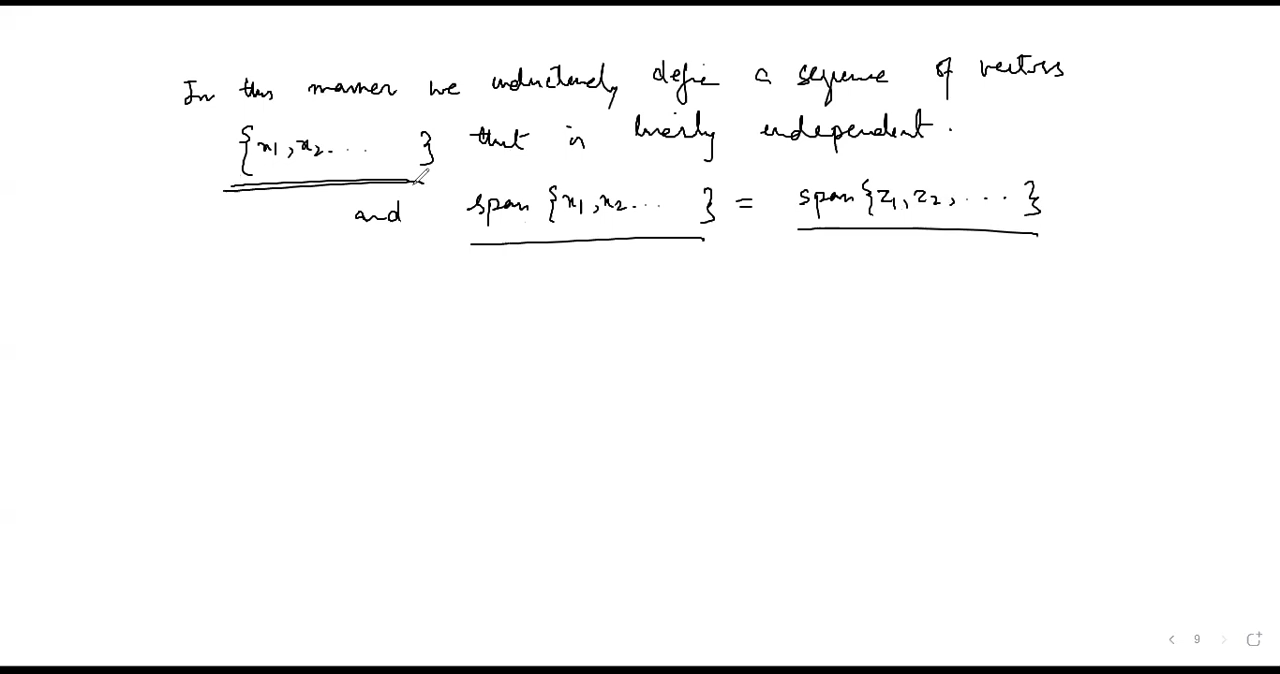 In this manner we inductively define a sequence of vectors
{x1, x2. . . } that is linearly independent.
and span {x1, x2. . . } = span{z1, z2, . . . }
9